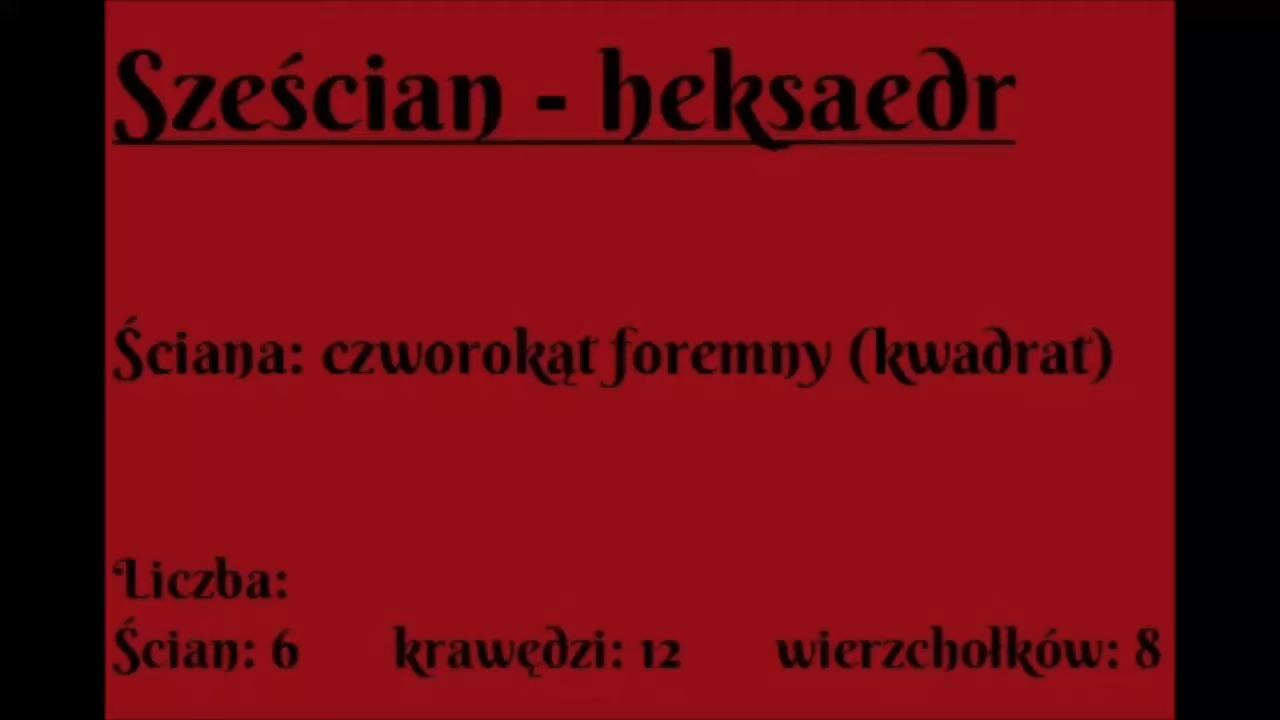 Sześcian - heksaedr
Ściana: czworokąt foremny (kwadrat)
Liczba:
Ścian: 6 krawędzi: 12 wierzchołków: 8